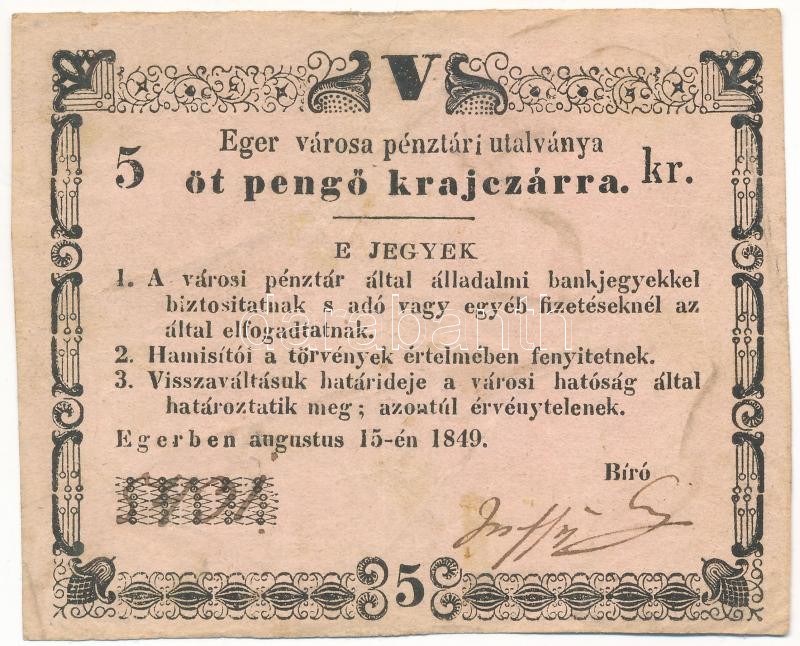 V
Eger városa pénztári utalványa
5 öt pengő krajczárra. kr.
E JEGYEK
1. A városi pénztár által álladalmi bankjegyekkel
biztositatnak s adó vagy egyéb fizetéseknél az
által elfogadtatnak.
2. Hamisítói a törvények értelmében fenyitetnek.
3. Visszaváltásuk határideje a városi hatóság által
határoztatik meg; azontúl érvénytelenek.
Egerben augustus 15-én 1849.
Bíró
5
darabanth